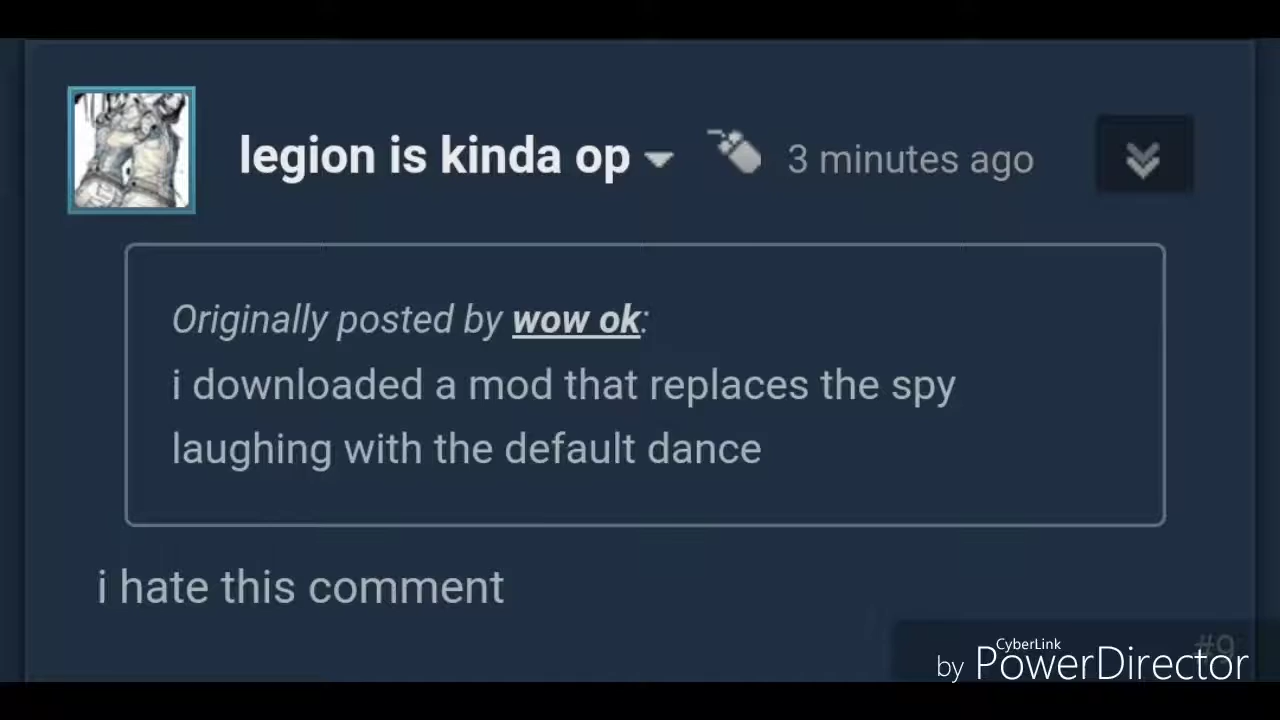 legion is kinda op 3 minutes ago
Originally posted by wow ok:
i downloaded a mod that replaces the spy
laughing with the default dance
i hate this comment
#9
CyberLink
by PowerDirector